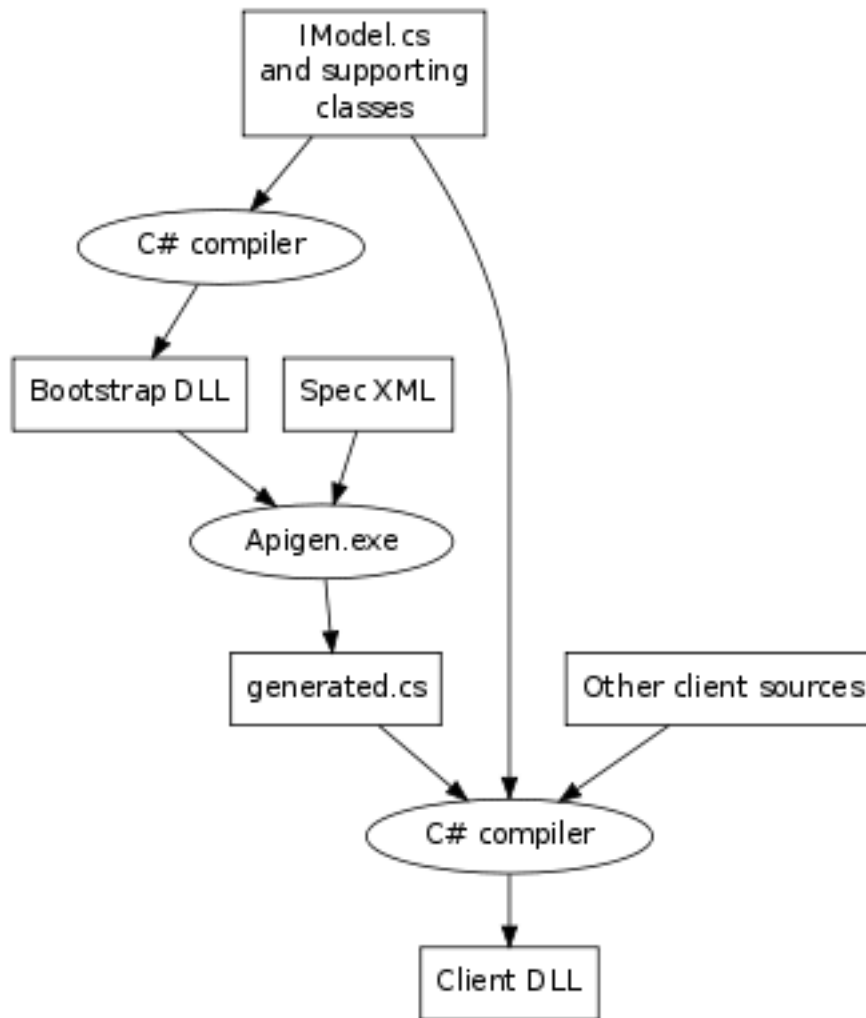 IModel.cs
and supporting
classes
C# compiler
Bootstrap DLL
Spec XML
Apigen.exe
generated.cs
Other client sources
C# compiler
Client DLL